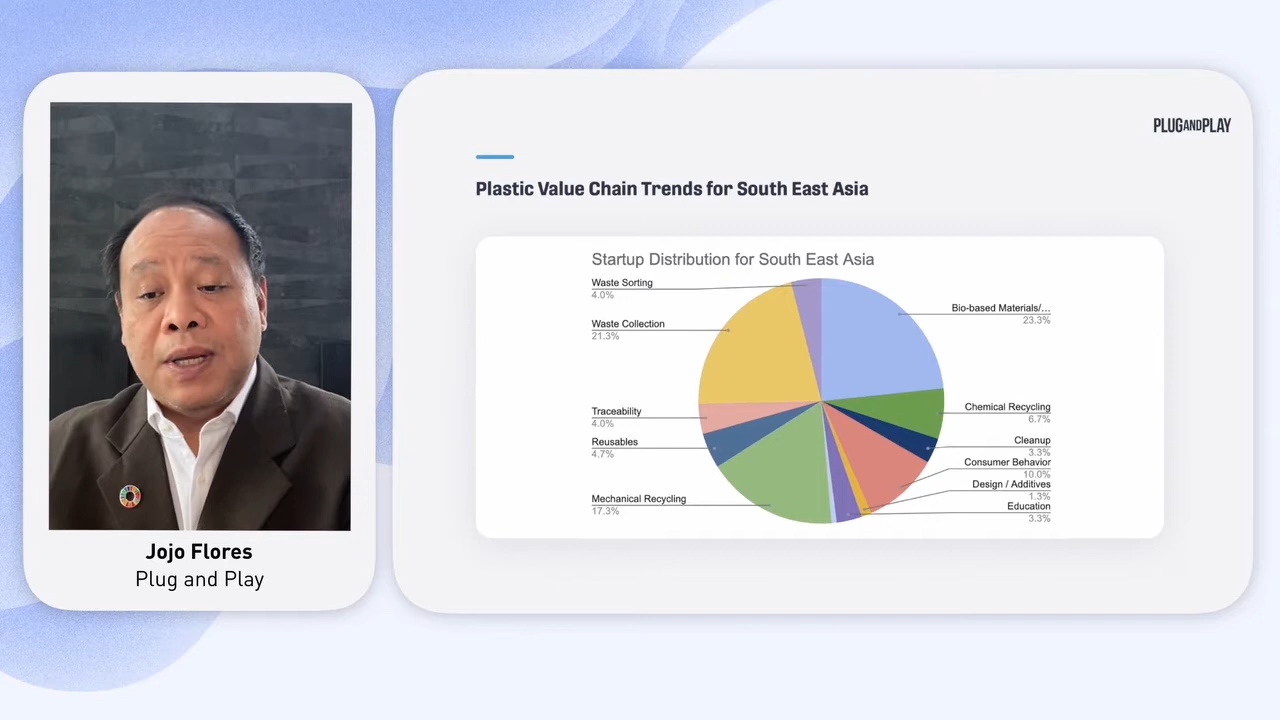 PLUGANDPLAY
Plastic Value Chain Trends for South East Asia
Startup Distribution for South East Asia
Waste Sorting
4.0%
Waste Collection
21.3%
Traceability
4.0%
Reusables
4.7%
Mechanical Recycling
17.3%
Bio-based Materials/...
23.3%
Chemical Recycling
6.7%
Cleanup
3.3%
Consumer Behavior
10.0%
Design / Additives
1.3%
Education
3.3%
Jojo Flores
Plug and Play